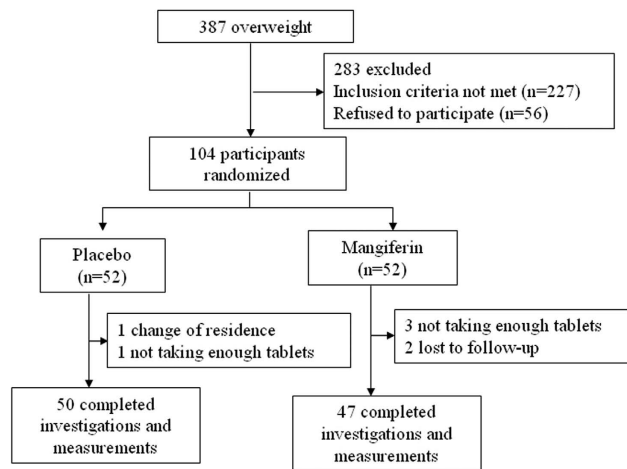 387 overweight
283 excluded
Inclusion criteria not met (n=227)
Refused to participate (n=56)
104 participants
randomized
Placebo
(n=52)
Mangiferin
(n=52)
1 change of residence
1 not taking enough tablets
3 not taking enough tablets
2 lost to follow-up
50 completed
investigations and
measurements
47 completed
investigations and
measurements